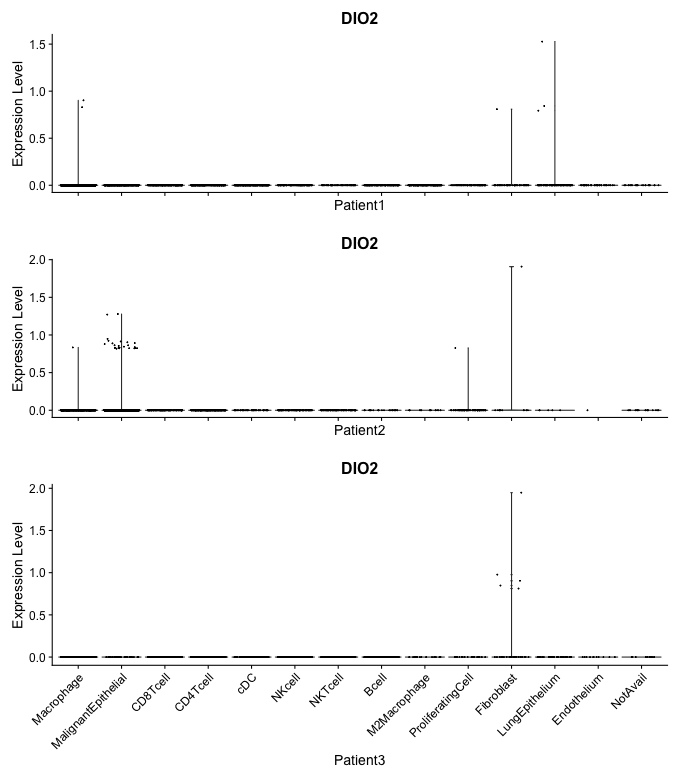 DIO2
Expression Level
1.5
1.0
0.5
0.0
Patient1
DIO2
Expression Level
2.0
1.5
1.0
0.5
0.0
Patient2
DIO2
Expression Level
2.0
1.5
1.0
0.5
0.0
Macrophage
MalignantEpithelial
CD8Tcell
CD4Tcell
cDC
NKcell
NKTcell
Bcell
M2Macrophage
ProliferatingCell
Fibroblast
LungEpithelium
Endothelium
NotAvail
Patient3